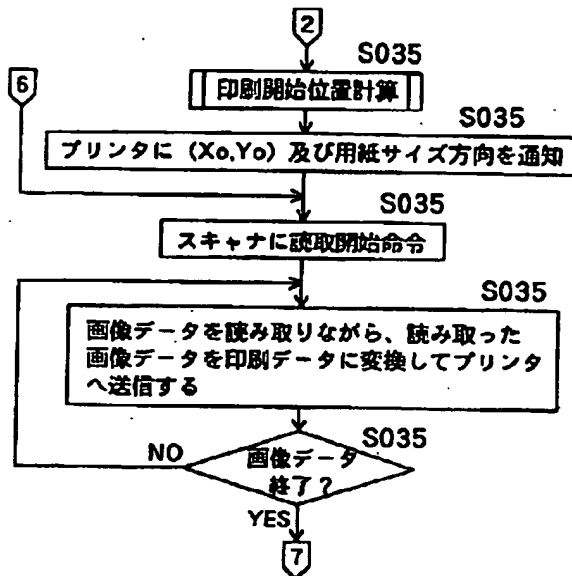 2
S035
6
印刷開始位置計算
S035
プリンタに (Xo,Yo) 及び用紙サイズ方向を通知
S035
スキャナに読取開始命令
S035
画像データを読み取りながら、読み取った
画像データを印刷データに変換してプリンタ
へ送信する
S035
NO
画像データ
終了?
YES
7